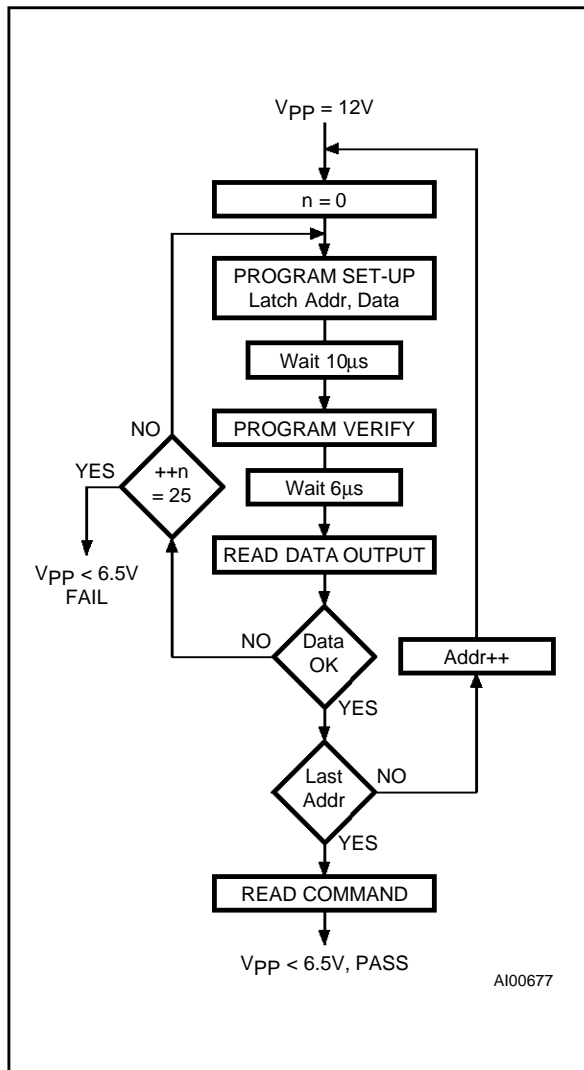 VPP = 12V
n = 0
PROGRAM SET-UP
Latch Addr, Data
Wait 10μs
NO
PROGRAM VERIFY
YES
++n
= 25
Wait 6μs
READ DATA OUTPUT
VPP < 6.5V
FAIL
NO
Data
OK
Addr++
YES
Last
Addr
NO
YES
READ COMMAND
VPP < 6.5V, PASS
AI00677